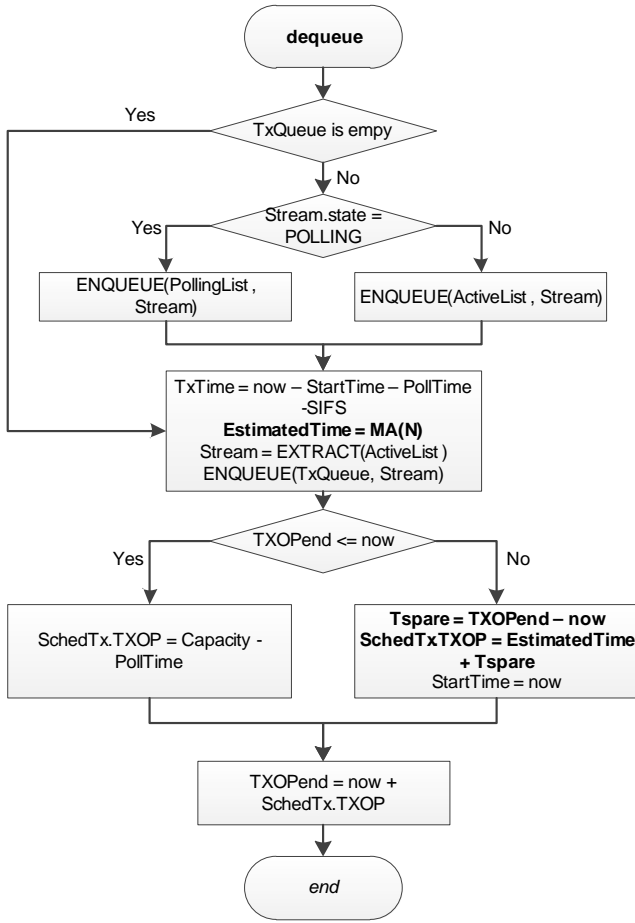 dequeue
Yes
TxQueue is empy
No
Stream.state =
POLLING
Yes
No
ENQUEUE(PollingList ,
Stream)
ENQUEUE(ActiveList , Stream)
TxTime = now – StartTime – PollTime
-SIFS
EstimatedTime = MA(N)
Stream = EXTRACT(ActiveList )
ENQUEUE(TxQueue, Stream)
TXOPend <= now
Yes
No
SchedTx.TXOP = Capacity -
PollTime
Tspare = TXOPend – now
SchedTxTXOP = EstimatedTime
+ Tspare
StartTime = now
TXOPend = now +
SchedTx.TXOP
end